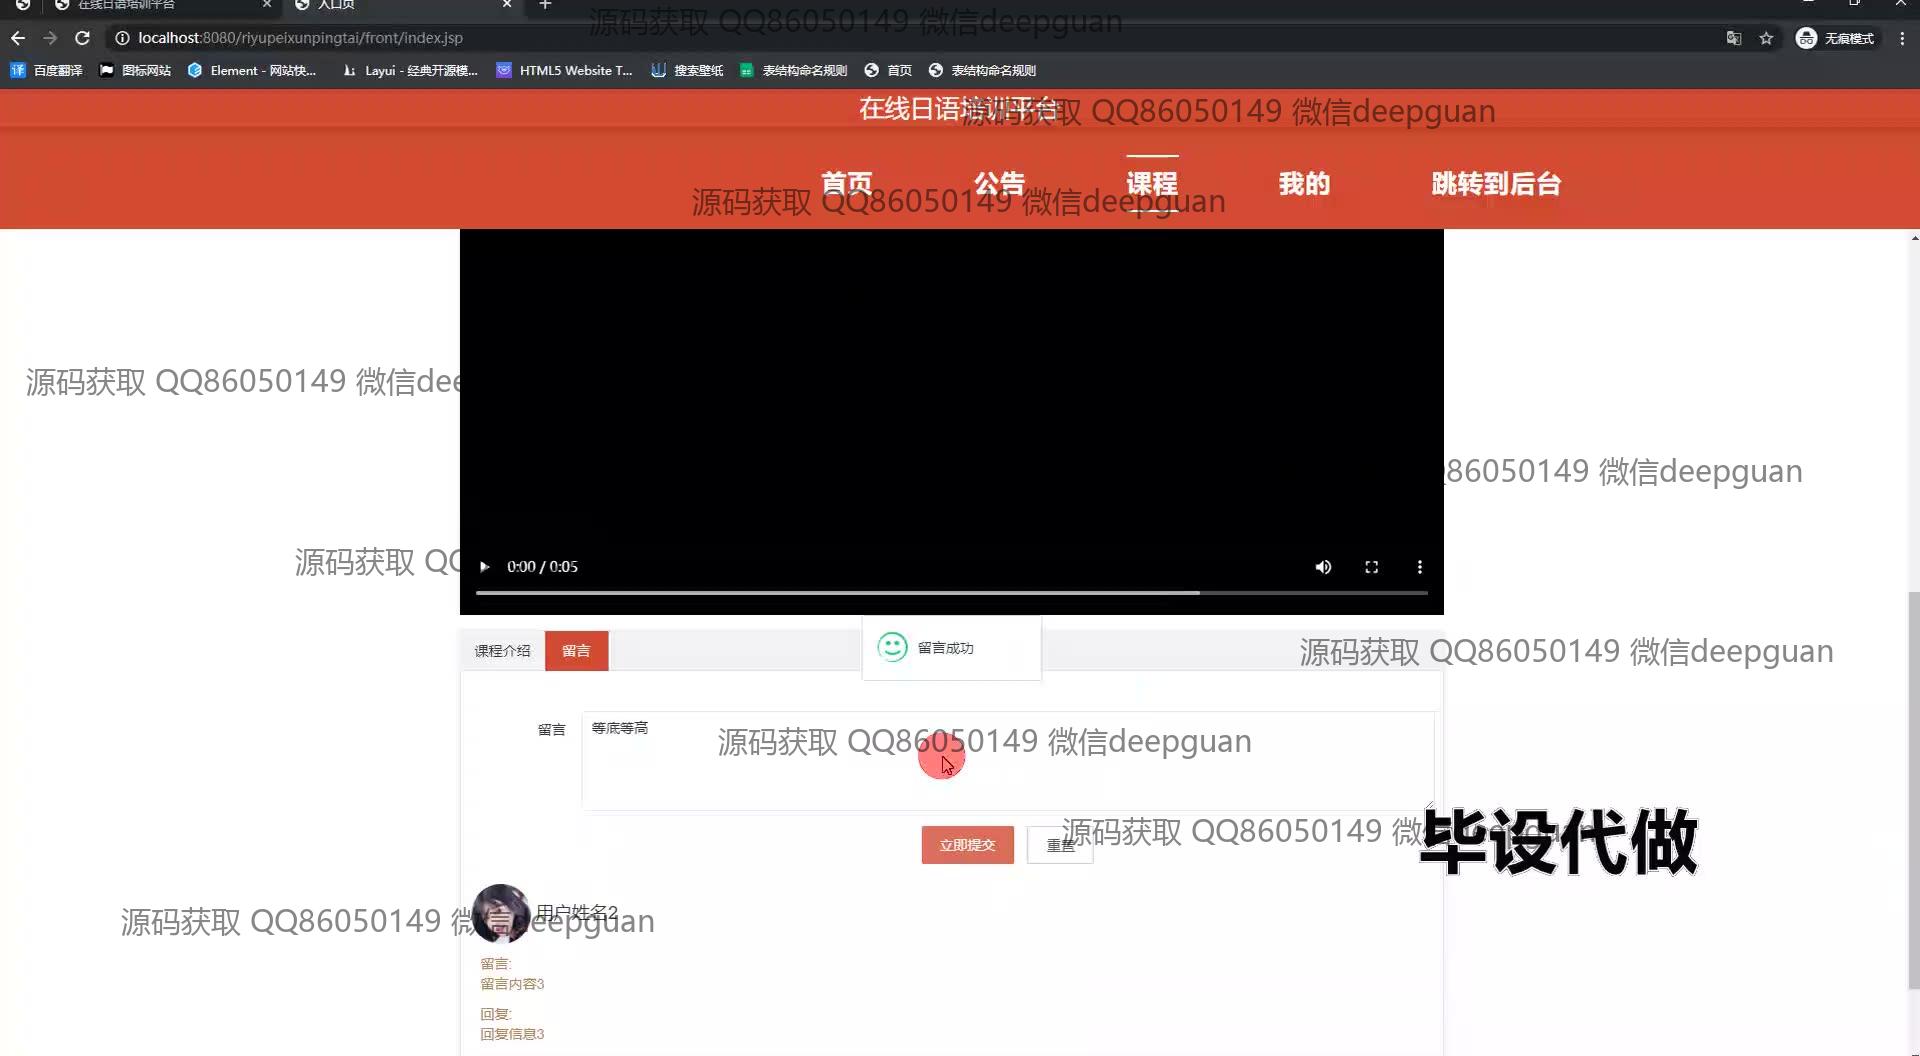 在线日语培训平台
入口页
源码获取 QQ86050149 微信deepguan
localhost:8080/riyupeixunpingtai/front/index.jsp
无痕模式
百度翻译
图标网站
Element - 网站快...
Layui - 经典开源模...
HTML5 Website T...
搜索壁纸
表结构命名规则
首页
表结构命名规则
在线日语培训平台
源码获取 QQ86050149 微信deepguan
首页
公告
课程
我的
跳转到后台
源码获取 QQ86050149 微信deepguan
源码获取 QQ86050149 微信dee
86050149 微信deepguan
源码获取 QQ
0:00 / 0:05
课程介绍
留言
留言成功
源码获取 QQ86050149 微信deepguan
留言
等底等高
源码获取 QQ86050149 微信deepguan
立即提交
重置
源码获取 QQ86050149 微信deepguan
毕设代做
用户姓名2
源码获取 QQ86050149 微信deepguan
留言:
留言内容3
回复:
回复信息3